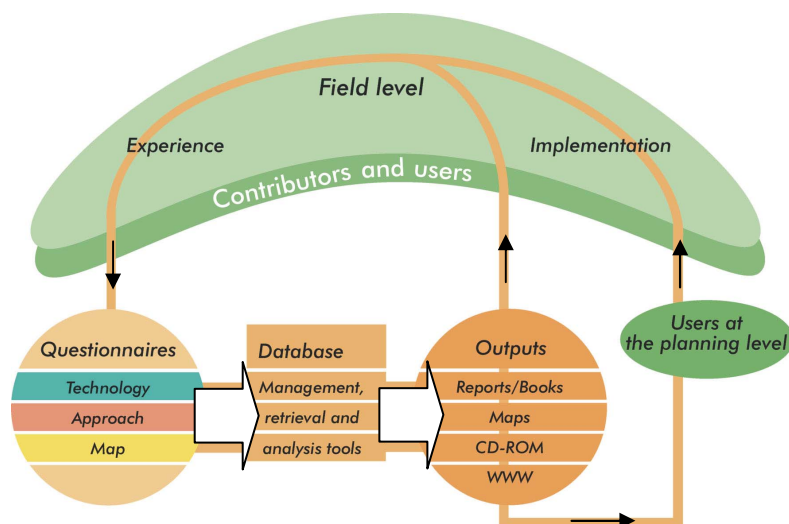 Field level
Experience
Implementation
Contributors and users
Questionnaires
Technology
Approach
Map
Database
Management,
retrieval and
analysis tools
Outputs
Reports/Books
Maps
CD-ROM
WWW
Users at
the planning level